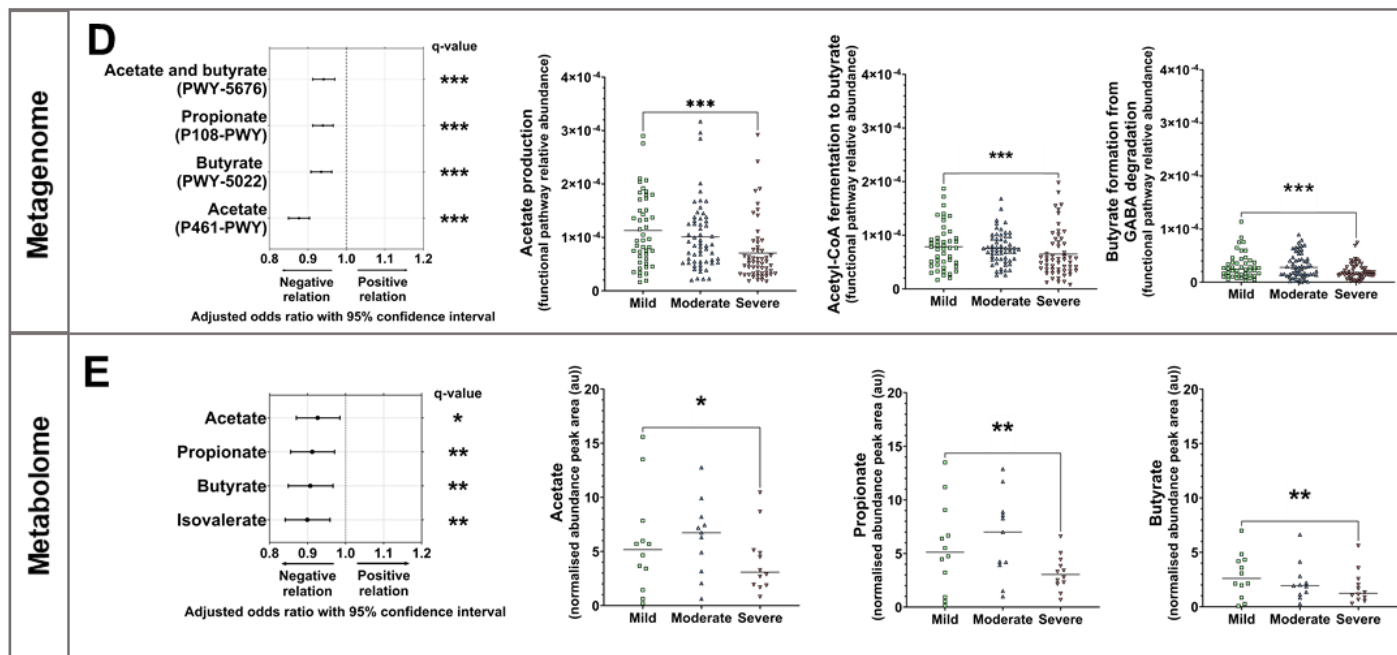 Metagenome
D
q-value
Acetate and butyrate
(PWY-5676)
***
Propionate
(P108-PWY)
***
Butyrate
(PWY-5022)
***
Acetate
(P461-PWY)
***
0.8 0.9 1.0 1.1 1.2
Negative
relation
Positive
relation
Adjusted odds ratio with 95% confidence interval
Acetate production
(functional pathway relative abundance)
4×10⁻⁴
3×10⁻⁴
2×10⁻⁴
1×10⁻⁴
0
***
Mild Moderate Severe
Acetyl-CoA fermentation to butyrate
(functional pathway relative abundance)
4×10⁻⁴
3×10⁻⁴
2×10⁻⁴
1×10⁻⁴
0
***
Mild Moderate Severe
Butyrate formation from
GABA degradation
(functional pathway relative abundance)
4×10⁻⁴
3×10⁻⁴
2×10⁻⁴
1×10⁻⁴
0
***
Mild Moderate Severe
Metabolome
E
q-value
Acetate
*
Propionate
**
Butyrate
**
Isovalerate
**
0.8 0.9 1.0 1.1 1.2
Negative
relation
Positive
relation
Adjusted odds ratio with 95% confidence interval
Acetate
(normalised abundance peak area (au))
20
15
10
5
0
*
Mild Moderate Severe
Propionate
(normalised abundance peak area (au))
20
15
10
5
0
**
Mild Moderate Severe
Butyrate
(normalised abundance peak area (au))
20
15
10
5
0
**
Mild Moderate Severe